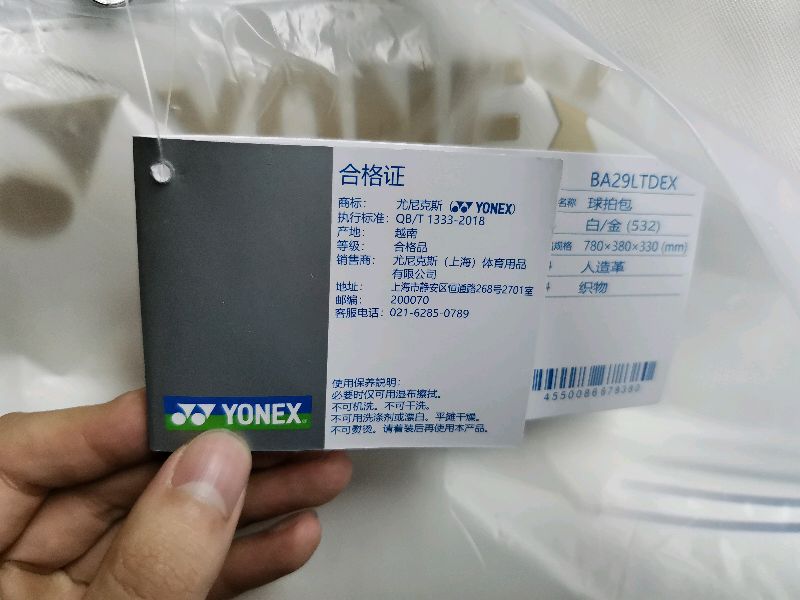 YONEX
合格证
商标： 尤尼克斯（YONEX）
执行标准：QB/T 1333-2018
产地： 越南
等级： 合格品
销售商： 尤尼克斯（上海）体育用品
有限公司
地址： 上海市静安区恒通路268号2701室
邮编： 200070
客服电话：021-6285-0789
使用保养説明：
必要时仅可用湿布擦拭。
不可机洗。不可干洗。
不可用洗涤剂或漂白。平摊干燥。
不可熨烫。请着装后再使用本产品。
YONEX
BA29LTDEX
名称 球拍包
白/金 (532)
规格 780×380×330 (mm)
人造革
织物
4550086678380